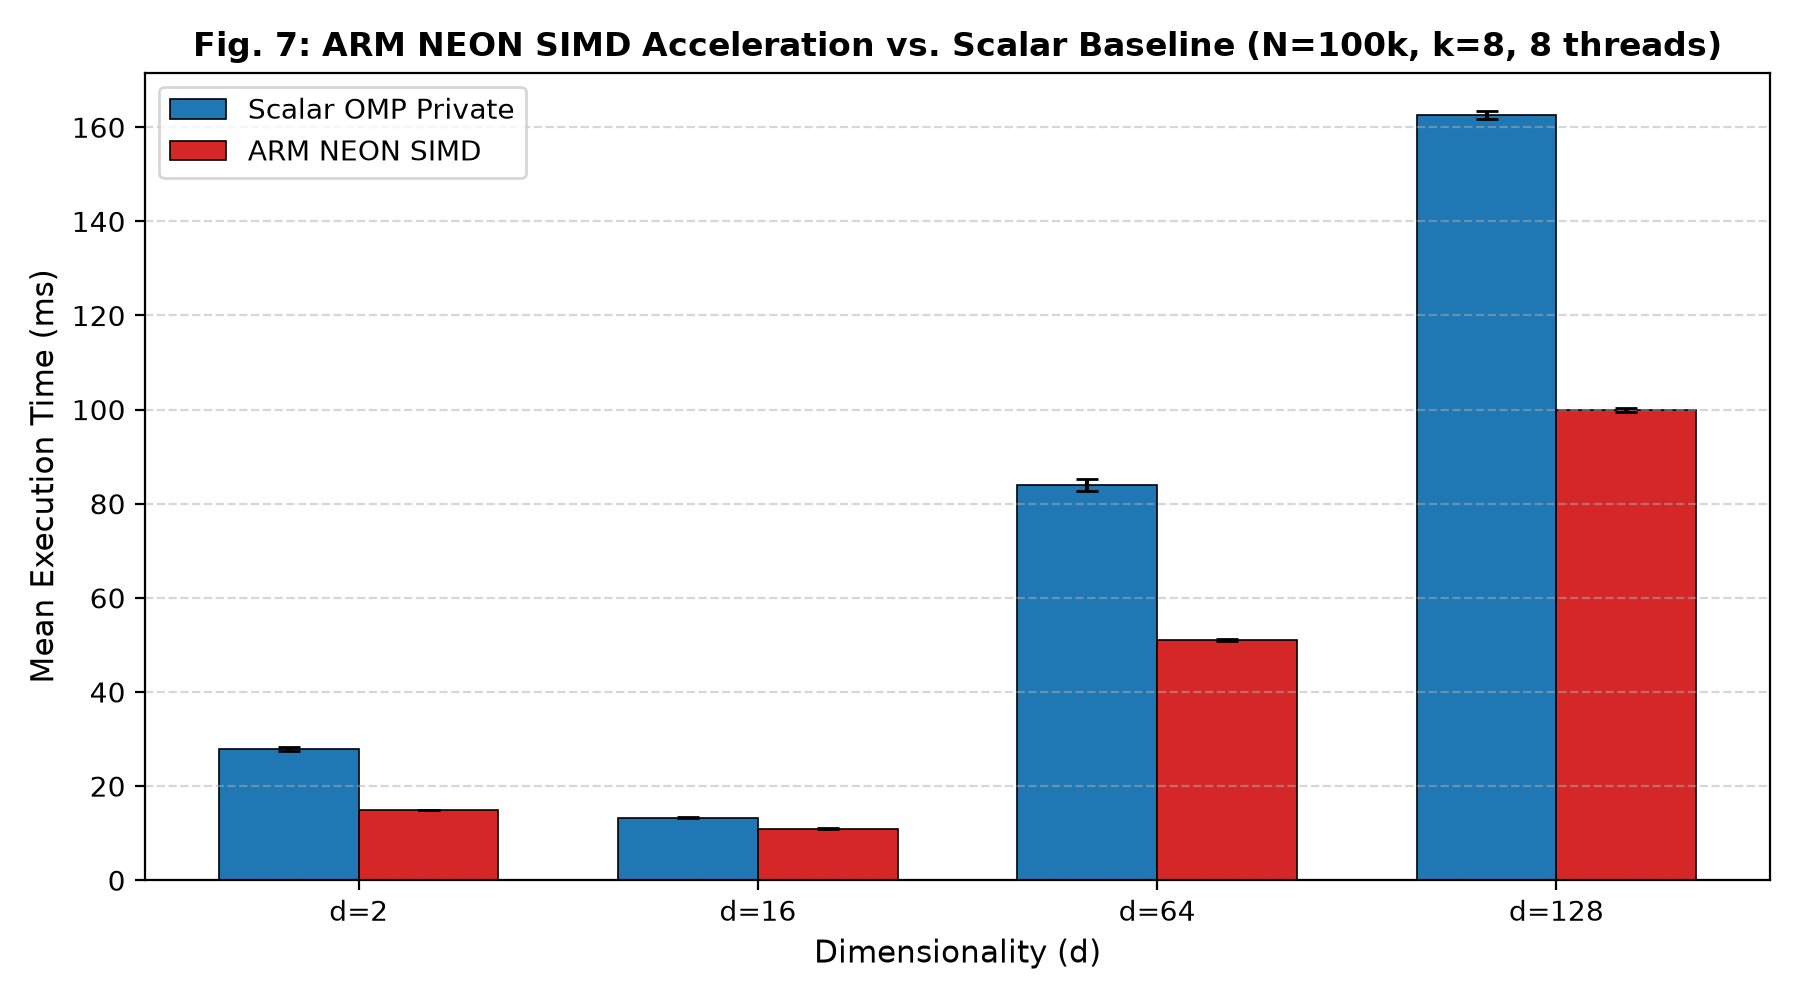 Fig. 7: ARM NEON SIMD Acceleration vs. Scalar Baseline (N=100k, k=8, 8 threads)
Scalar OMP Private
ARM NEON SIMD
Mean Execution Time (ms)
160
140
120
100
80
60
40
20
0
d=2
d=16
d=64
d=128
Dimensionality (d)